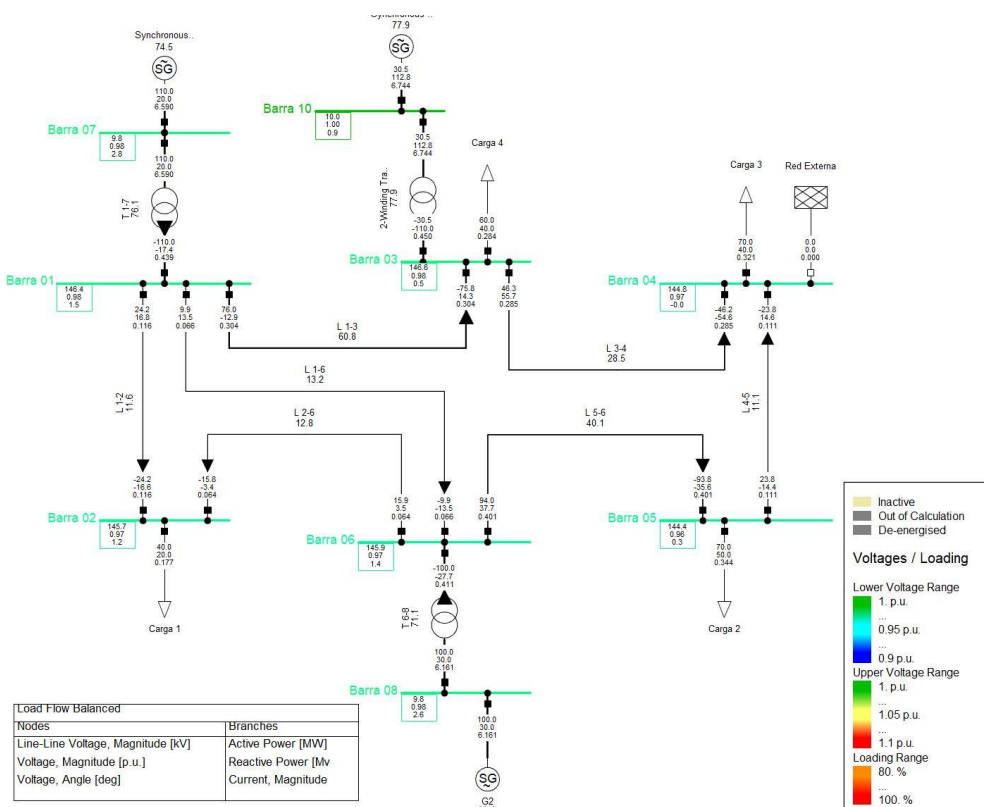 Synchronous..
74.5
SG
110.0
20.0
6.590
Barra 07
9.8
0.98
2.8
110.0
20.0
6.590
T 1-7
76.1
-110.0
-17.4
0.439
Barra 01
146.4
0.98
1.5
24.2
16.8
0.116
9.9
13.5
0.066
76.0
-12.9
0.304
Synchronous..
77.9
SG
30.5
112.8
6.744
Barra 10
10.0
1.00
0.9
30.5
112.8
6.744
2-Winding Tra..
77.9
-30.5
-110.0
0.450
Carga 4
60.0
40.0
0.284
Barra 03
146.6
0.98
0.5
-75.8
14.3
0.304
46.3
55.7
0.285
Carga 3
70.0
40.0
0.321
Red Externa
0.0
0.0
0.000
Barra 04
144.8
0.97
-0.0
-46.2
-54.6
0.285
-23.8
14.6
0.111
L 1-3
60.8
L 3-4
28.5
L 1-6
13.2
L 1-2
11.6
L 2-6
12.8
L 5-6
40.1
L 4-5
11.1
-24.2
-16.6
0.116
-15.8
-3.4
0.064
Barra 02
145.7
0.97
1.2
40.0
20.0
0.177
Carga 1
15.9
3.5
0.064
-9.9
-13.5
0.066
94.0
37.7
0.401
Barra 06
145.9
0.97
1.4
-100.0
-27.7
0.411
T 6-8
71.1
100.0
30.0
6.161
Barra 08
9.8
0.98
2.6
100.0
30.0
6.161
SG
G2
-93.8
-35.6
0.401
23.8
-14.4
0.111
Barra 05
144.4
0.96
0.3
70.0
50.0
0.344
Carga 2
Load Flow Balanced
Nodes
Branches
Line-Line Voltage, Magnitude [kV]
Active Power [MW]
Voltage, Magnitude [p.u.]
Reactive Power [Mv
Voltage, Angle [deg]
Current, Magnitude
Inactive
Out of Calculation
De-energised
Voltages / Loading
Lower Voltage Range
1. p.u.
...
0.95 p.u.
...
0.9 p.u.
Upper Voltage Range
1. p.u.
...
1.05 p.u.
...
1.1 p.u.
Loading Range
80. %
...
100. %